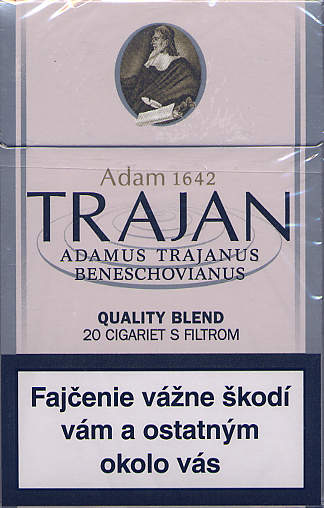 Adam 1642
TRAJAN
ADAMUS TRAJANUS
BENESCHOVIANUS
QUALITY BLEND
20 CIGARIET S FILTROM
Fajčenie vážne škodí
vám a ostatným
okolo vás